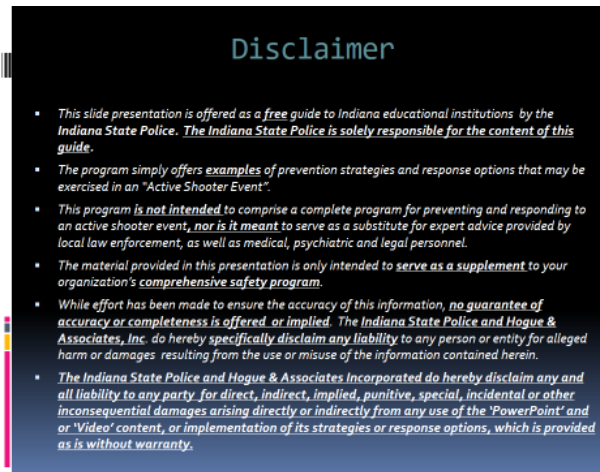 Disclaimer
This slide presentation is offered as a free guide to Indiana educational institutions by the
Indiana State Police. The Indiana State Police is solely responsible for the content of this
guide.
The program simply offers examples of prevention strategies and response options that may be
exercised in an "Active Shooter Event".
This program is not intended to comprise a complete program for preventing and responding to
an active shooter event, nor is it meant to serve as a substitute for expert advice provided by
local law enforcement, as well as medical, psychiatric and legal personnel.
The material provided in this presentation is only intended to serve as a supplement to your
organization's comprehensive safety program.
While effort has been made to ensure the accuracy of this information, no guarantee of
accuracy or completeness is offered or implied. The Indiana State Police and Hogue &
Associates, Inc. do hereby specifically disclaim any liability to any person or entity for alleged
harm or damages resulting from the use or misuse of the information contained herein.
The Indiana State Police and Hogue & Associates Incorporated do hereby disclaim any and
all liability to any party for direct, indirect, implied, punitive, special, incidental or other
inconsequential damages arising directly or indirectly from any use of the 'PowerPoint' and
or 'Video' content, or implementation of its strategies or response options, which is provided
as is without warranty.